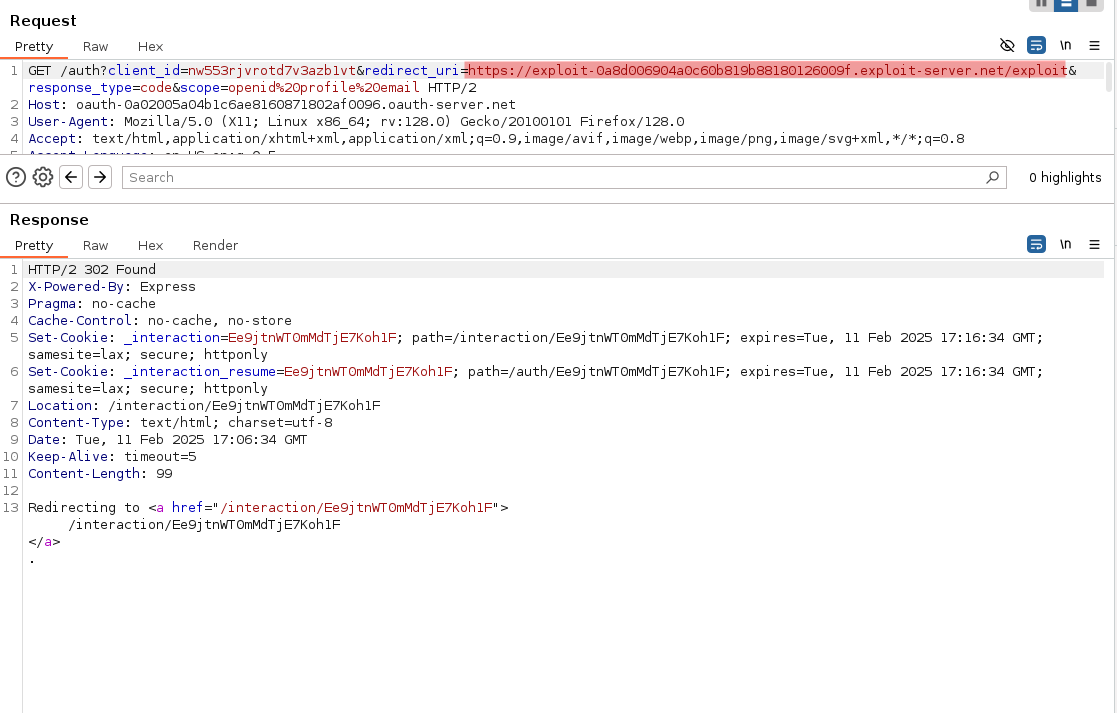 Request
Pretty Raw Hex
\n
1 GET /auth?client_id=nw553rjvrotd7v3azb1vt&redirect_uri=https://exploit-0a8d006904a0c60b819b88180126009f.exploit-server.net/exploit&
response_type=code&scope=openid%20profile%20email HTTP/2
2 Host: oauth-0a02005a04b1c6ae8160871802af0096.oauth-server.net
3 User-Agent: Mozilla/5.0 (X11; Linux x86_64; rv:128.0) Gecko/20100101 Firefox/128.0
4 Accept: text/html,application/xhtml+xml,application/xml;q=0.9,image/avif,image/webp,image/png,image/svg+xml,*/*;q=0.8
Search
0 highlights
Response
Pretty Raw Hex Render
\n
1 HTTP/2 302 Found
2 X-Powered-By: Express
3 Pragma: no-cache
4 Cache-Control: no-cache, no-store
5 Set-Cookie: _interaction=Ee9jtnWT0mMdTjE7Koh1F; path=/interaction/Ee9jtnWT0mMdTjE7Koh1F; expires=Tue, 11 Feb 2025 17:16:34 GMT;
samesite=lax; secure; httponly
6 Set-Cookie: _interaction_resume=Ee9jtnWT0mMdTjE7Koh1F; path=/auth/Ee9jtnWT0mMdTjE7Koh1F; expires=Tue, 11 Feb 2025 17:16:34 GMT;
samesite=lax; secure; httponly
7 Location: /interaction/Ee9jtnWT0mMdTjE7Koh1F
8 Content-Type: text/html; charset=utf-8
9 Date: Tue, 11 Feb 2025 17:06:34 GMT
10 Keep-Alive: timeout=5
11 Content-Length: 99
12
13 Redirecting to <a href="/interaction/Ee9jtnWT0mMdTjE7Koh1F">
/interaction/Ee9jtnWT0mMdTjE7Koh1F
</a>
.